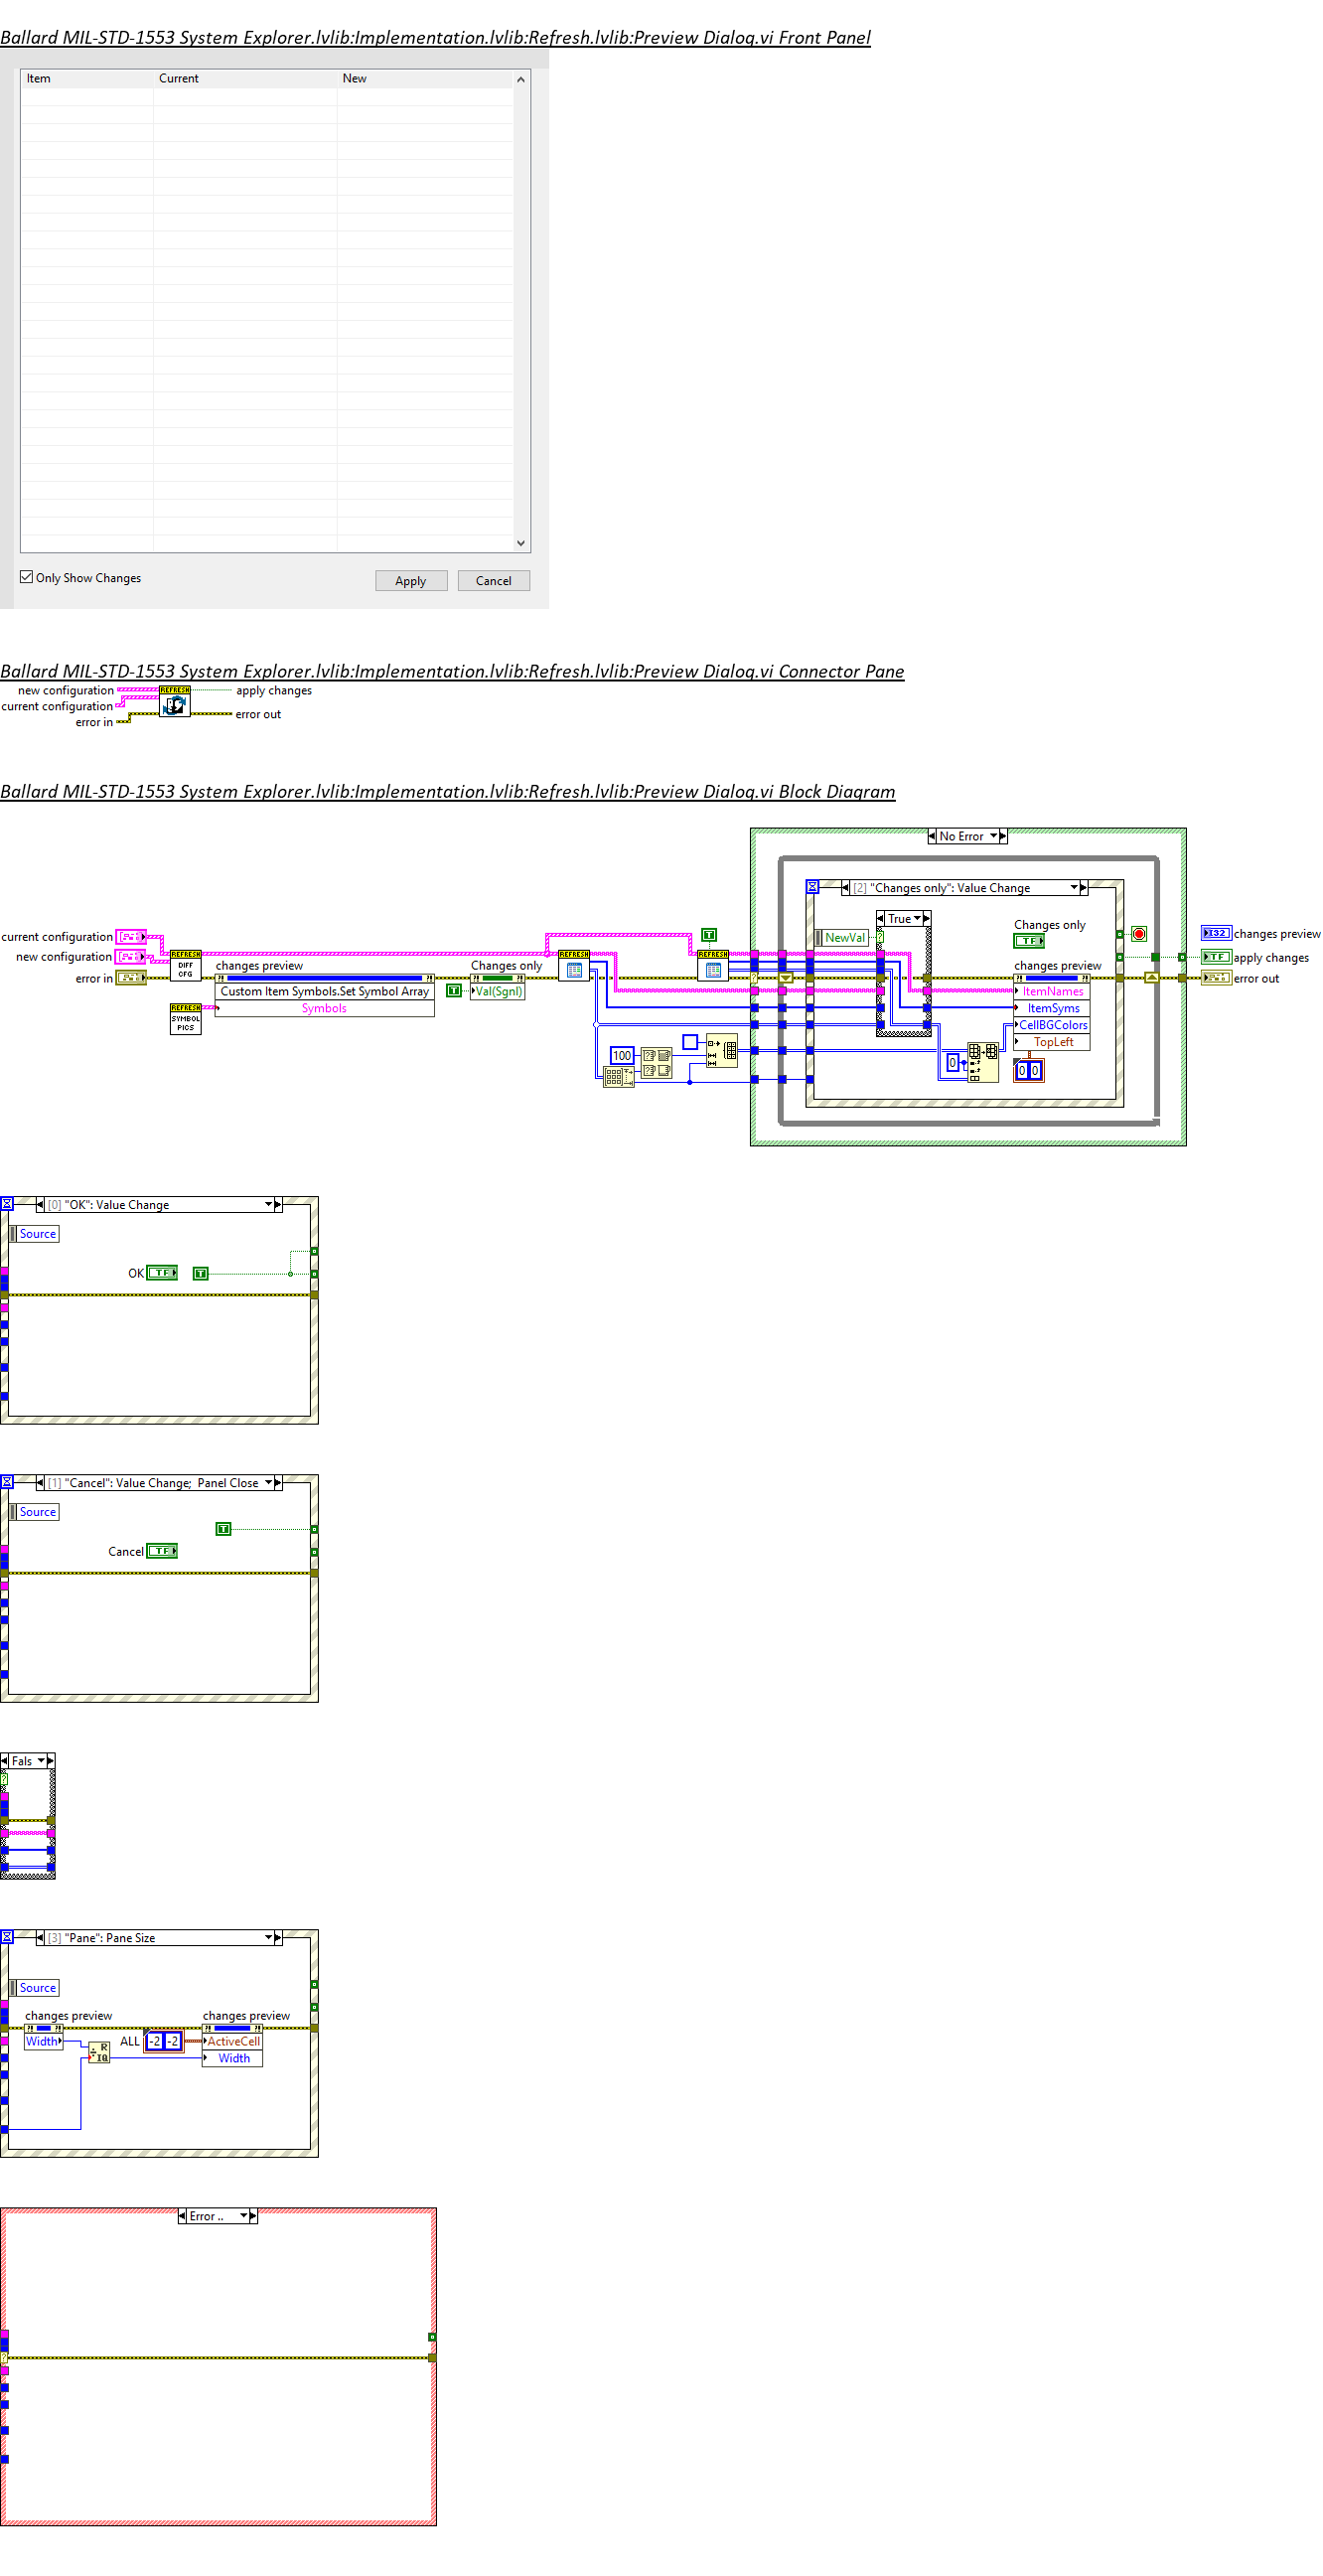 Ballard MIL-STD-1553 System Explorer.lvlib:Implementation.lvlib:Refresh.lvlib:Preview Dialog.vi Front Panel
Item Current New
Only Show Changes Apply Cancel
Ballard MIL-STD-1553 System Explorer.lvlib:Implementation.lvlib:Refresh.lvlib:Preview Dialog.vi Connector Pane
new configuration REFRESH apply changes
current configuration
error in error out
Ballard MIL-STD-1553 System Explorer.lvlib:Implementation.lvlib:Refresh.lvlib:Preview Dialog.vi Block Diagram
No Error
[2] "Changes only": Value Change
True
Changes only
TF
NewVal
current configuration
new configuration
error in
REFRESH
DIFF
CFG
changes preview
Custom Item Symbols.Set Symbol Array
Symbols
REFRESH
SYMBOL
PICS
Changes only
T
Val(Sgnl)
REFRESH
T
REFRESH
100
changes preview
ItemNames
ItemSyms
CellBGColors
TopLeft
0
0 0
I32 changes preview
TF apply changes
error out
[0] "OK": Value Change
Source
OK TF T
[1] "Cancel": Value Change; Panel Close
Source
T
Cancel TF
Fals
[3] "Pane": Pane Size
Source
changes preview changes preview
Width R IQ ALL -2 -2 ActiveCell
Width
Error ..